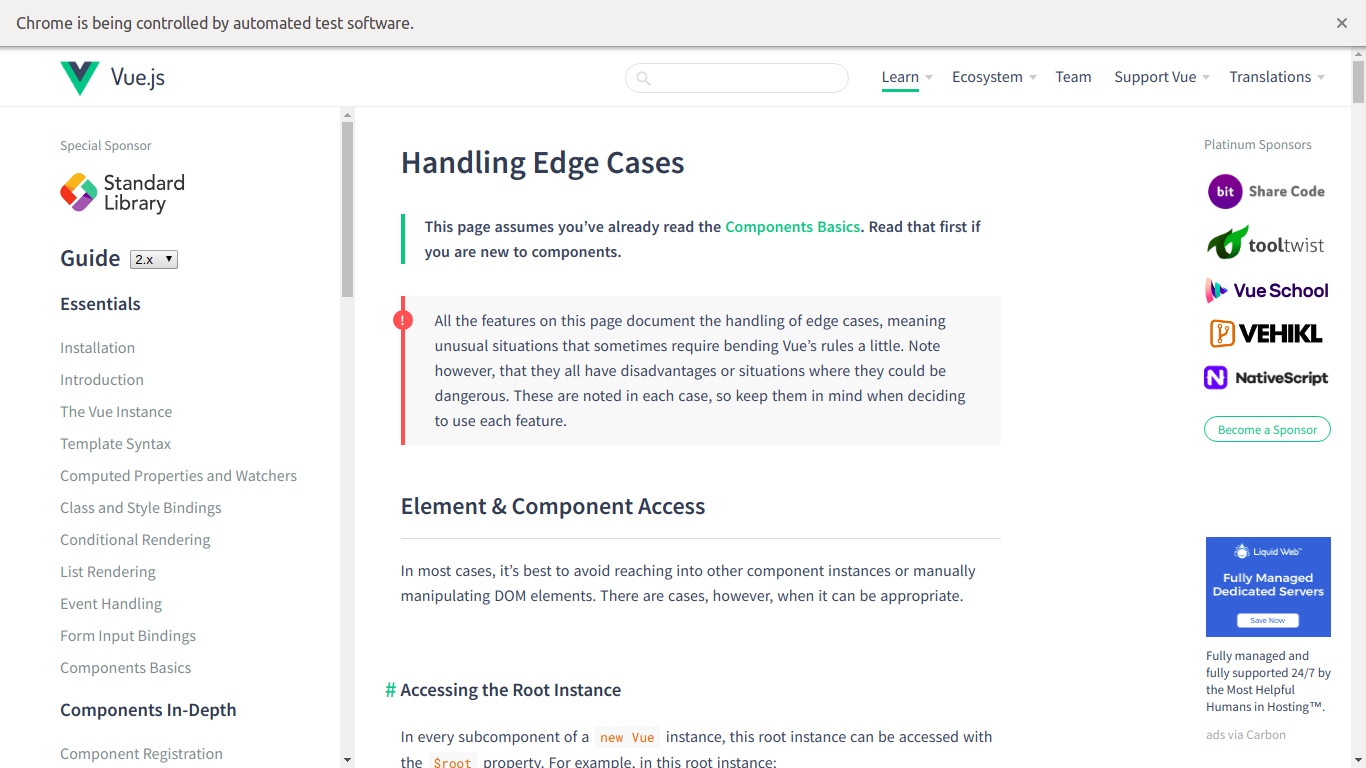 Chrome is being controlled by automated test software.
Vue.js
Learn
Ecosystem
Team
Support Vue
Translations
Special Sponsor
Standard
Library
Guide 2.x
Essentials
Installation
Introduction
The Vue Instance
Template Syntax
Computed Properties and Watchers
Class and Style Bindings
Conditional Rendering
List Rendering
Event Handling
Form Input Bindings
Components Basics
Components In-Depth
Component Registration
Handling Edge Cases
This page assumes you’ve already read the Components Basics. Read that first if
you are new to components.
!
All the features on this page document the handling of edge cases, meaning
unusual situations that sometimes require bending Vue’s rules a little. Note
however, that they all have disadvantages or situations where they could be
dangerous. These are noted in each case, so keep them in mind when deciding
to use each feature.
Element & Component Access
In most cases, it’s best to avoid reaching into other component instances or manually
manipulating DOM elements. There are cases, however, when it can be appropriate.
# Accessing the Root Instance
In every subcomponent of a new Vue instance, this root instance can be accessed with
the $root property. For example, in this root instance:
Platinum Sponsors
bit Share Code
tooltwist
Vue School
VEHIKL
N NativeScript
Become a Sponsor
Liquid Web™
Fully Managed
Dedicated Servers
Save Now
Fully managed and
fully supported 24/7 by
the Most Helpful
Humans in Hosting™.
ads via Carbon